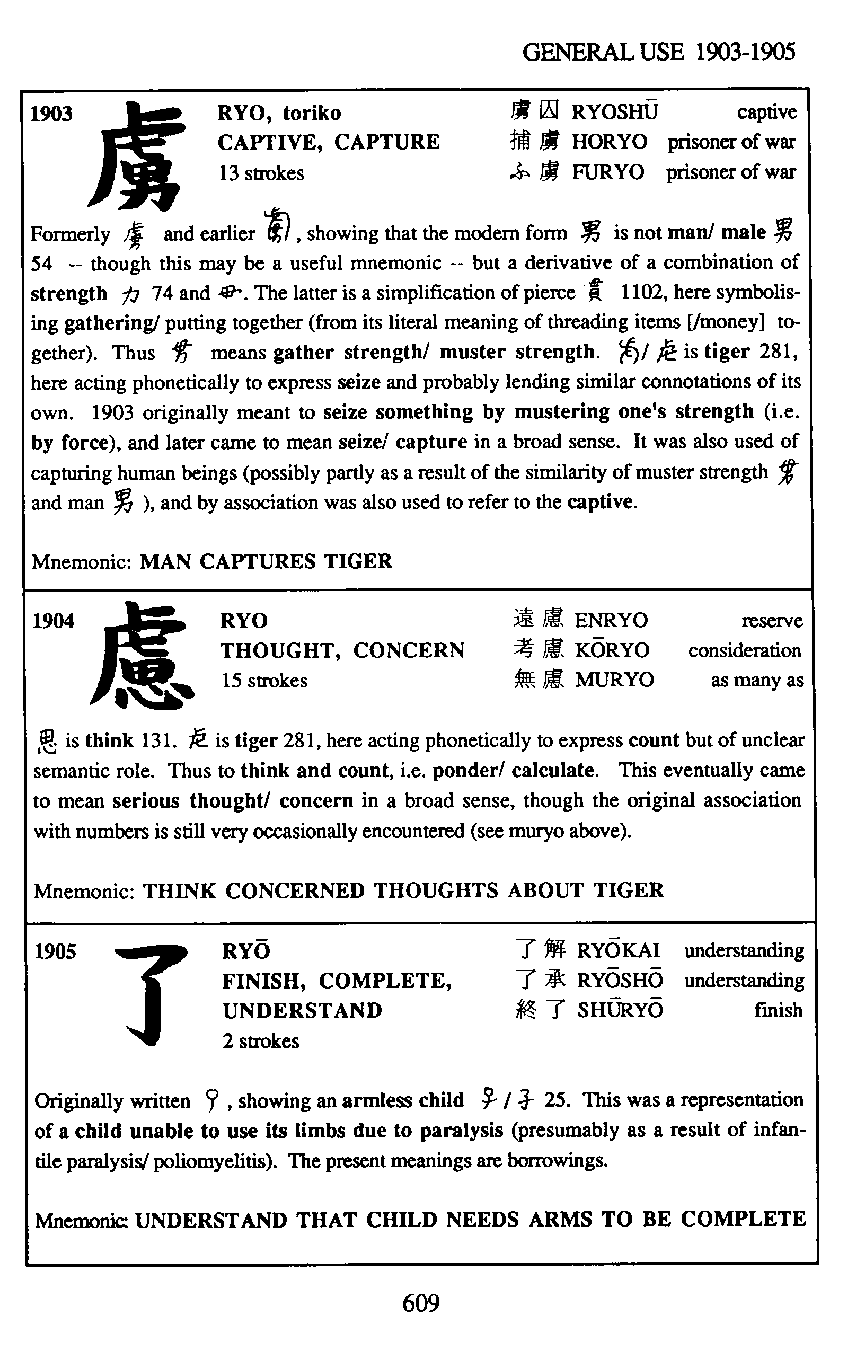 GENERAL USE 1903-1905
1903 虜 RYO, toriko 虜囚 RYOSHŪ captive
CAPTIVE, CAPTURE 捕虜 HORYO prisoner of war
13 strokes ふ虜 FURYO prisoner of war
Formerly and earlier , showing that the modern form 男 is not man/ male 男
54 -- though this may be a useful mnemonic -- but a derivative of a combination of
strength 力 74 and 毌. The latter is a simplification of pierce 貫 1102, here symbolis-
ing gathering/ putting together (from its literal meaning of threading items [/money] to-
gether). Thus means gather strength/ muster strength. / 虍 is tiger 281,
here acting phonetically to express seize and probably lending similar connotations of its
own. 1903 originally meant to seize something by mustering one's strength (i.e.
by force), and later came to mean seize/ capture in a broad sense. It was also used of
capturing human beings (possibly partly as a result of the similarity of muster strength
and man 男 ), and by association was also used to refer to the captive.
Mnemonic: MAN CAPTURES TIGER
1904 慮 RYO 遠慮 ENRYO reserve
THOUGHT, CONCERN 考慮 KŌRYO consideration
15 strokes 無慮 MURYO as many as
思 is think 131. 虍 is tiger 281, here acting phonetically to express count but of unclear
semantic role. Thus to think and count, i.e. ponder/ calculate. This eventually came
to mean serious thought/ concern in a broad sense, though the original association
with numbers is still very occasionally encountered (see muryo above).
Mnemonic: THINK CONCERNED THOUGHTS ABOUT TIGER
1905 了 RYŌ 了解 RYŌKAI understanding
FINISH, COMPLETE, 了承 RYŌSHŌ understanding
UNDERSTAND 終了 SHŪRYŌ finish
2 strokes
Originally written , showing an armless child / 子 25. This was a representation
of a child unable to use its limbs due to paralysis (presumably as a result of infan-
tile paralysis/ poliomyelitis). The present meanings are borrowings.
Mnemonic: UNDERSTAND THAT CHILD NEEDS ARMS TO BE COMPLETE
609